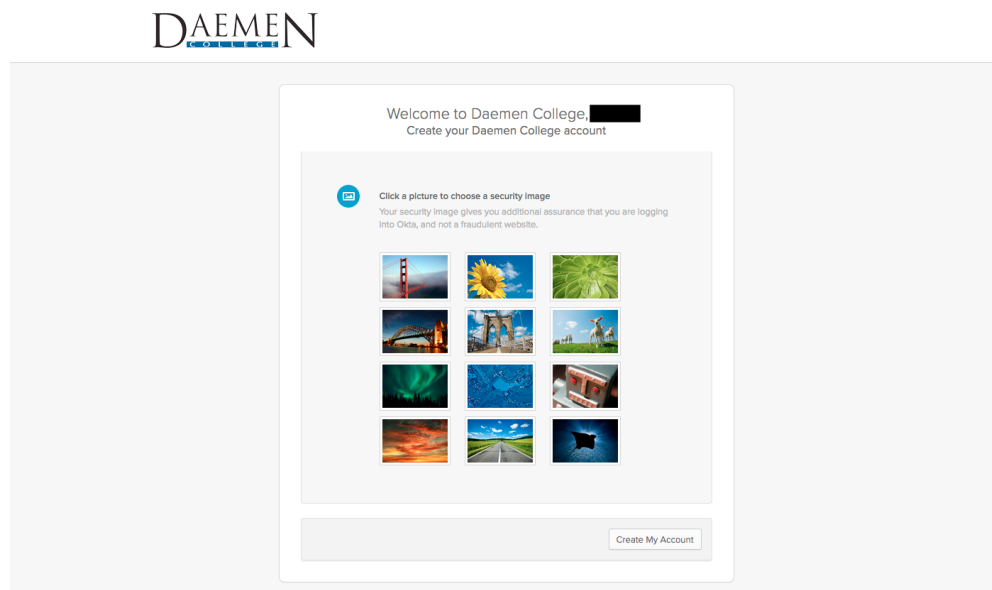 DAEMEN
COLLEGE
Welcome to Daemen College,
Create your Daemen College account
Click a picture to choose a security image
Your security image gives you additional assurance that you are logging
into Okta, and not a fraudulent website.
Create My Account